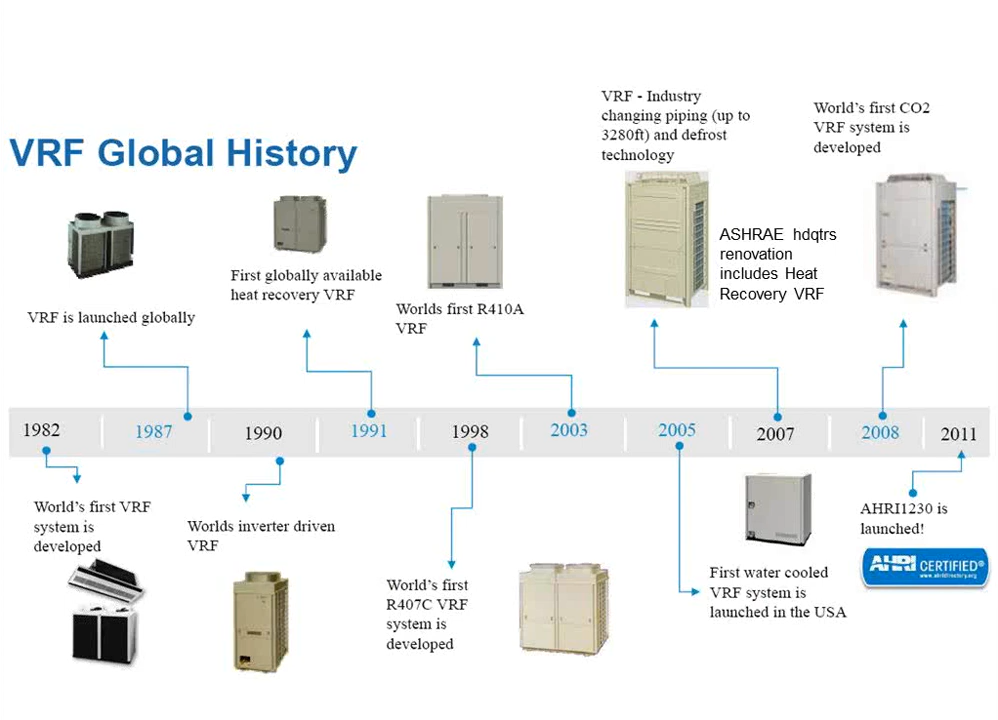 VRF Global History
VRF - Industry
changing piping (up to
3280ft) and defrost
technology
World's first CO2
VRF system is
developed
ASHRAE hdqtrs
renovation
includes Heat
Recovery VRF
First globally available
heat recovery VRF
Worlds first R410A
VRF
VRF is launched globally
1982
1987
1990
1991
1998
2003
2005
2007
2008
2011
World's first VRF
system is
developed
Worlds inverter driven
VRF
World's first
R407C VRF
system is
developed
First water cooled
VRF system is
launched in the USA
AHRI1230 is
launched!
AHRI CERTIFIED®
www.ahridirectory.org